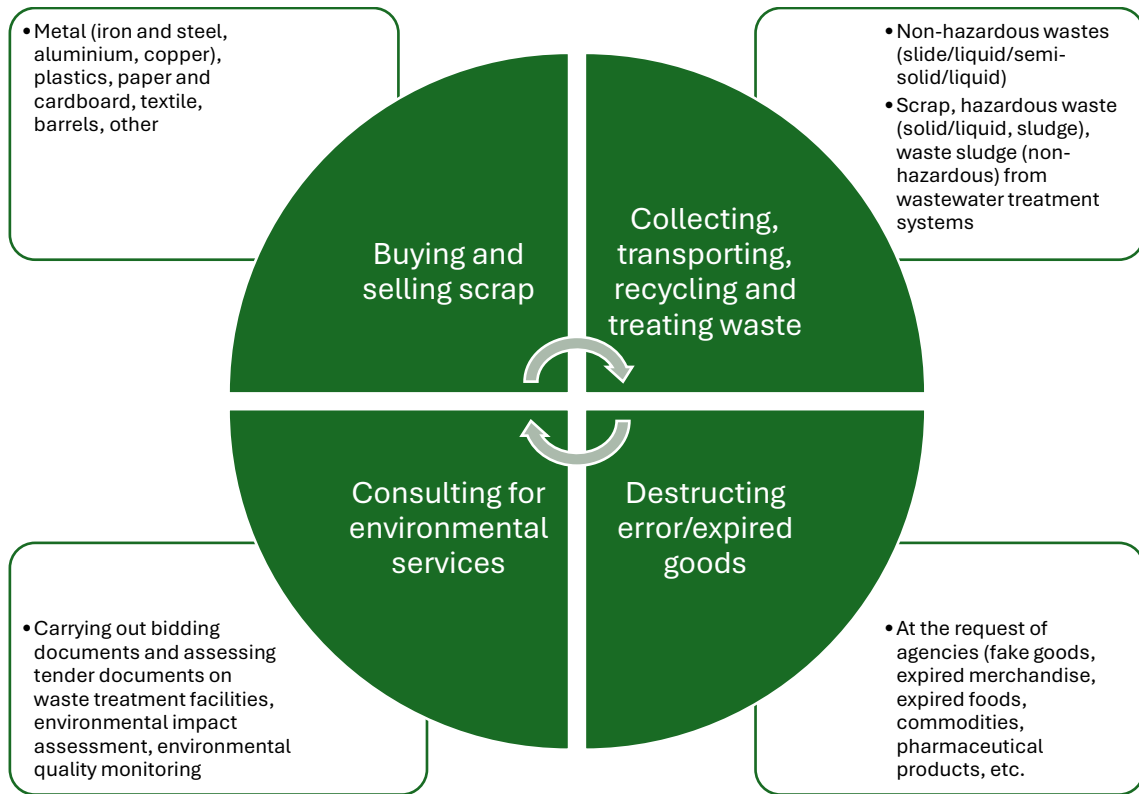 • Metal (iron and steel,
aluminium, copper),
plastics, paper and
cardboard, textile,
barrels, other
• Non-hazardous wastes
(slide/liquid/semi-
solid/liquid)
• Scrap, hazardous waste
(solid/liquid, sludge),
waste sludge (non-
hazardous) from
wastewater treatment
systems
Buying and
selling scrap
Collecting,
transporting,
recycling and
treating waste
Consulting for
environmental
services
Destructing
error/expired
goods
• Carrying out bidding
documents and assessing
tender documents on
waste treatment facilities,
environmental impact
assessment, environmental
quality monitoring
• At the request of
agencies (fake goods,
expired merchandise,
expired foods,
commodities,
pharmaceutical
products, etc.